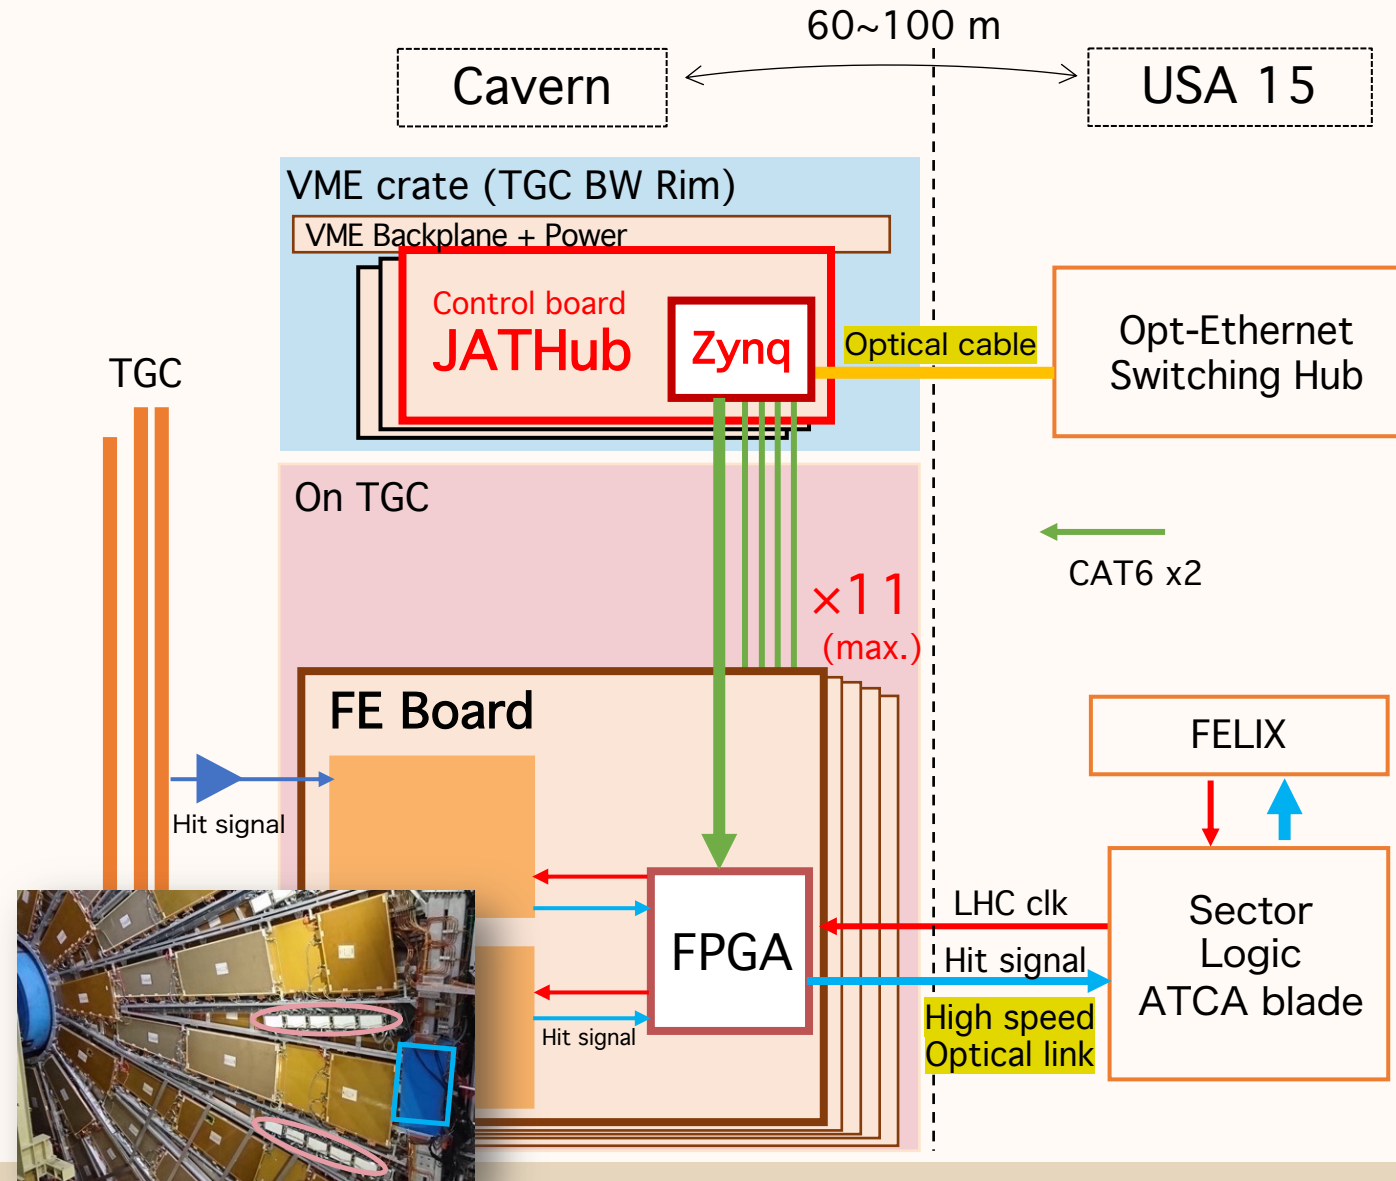 60~100 m
Cavern
USA 15
VME crate (TGC BW Rim)
VME Backplane + Power
Control board
JATHub
Zynq
Optical cable
Opt-Ethernet
Switching Hub
TGC
On TGC
CAT6 x2
×11
(max.)
FE Board
FELIX
Hit signal
FPGA
LHC clk
Hit signal
Sector
Logic
ATCA blade
High speed
Optical link
Hit signal